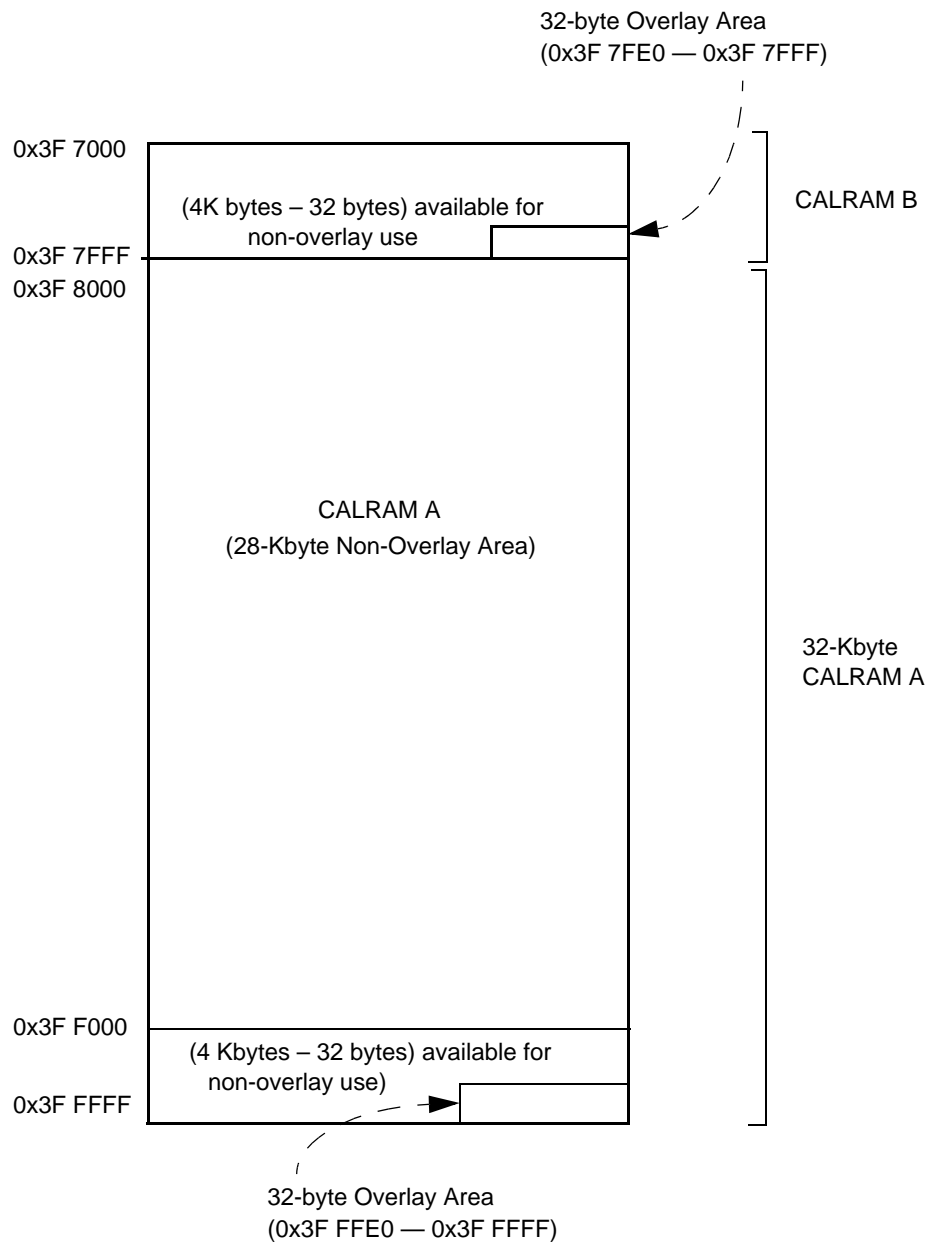 32-byte Overlay Area
(0x3F 7FE0 — 0x3F 7FFF)
0x3F 7000
CALRAM B
(4K bytes – 32 bytes) available for
non-overlay use
0x3F 7FFF
0x3F 8000
CALRAM A
(28-Kbyte Non-Overlay Area)
32-Kbyte
CALRAM A
0x3F F000
(4 Kbytes – 32 bytes) available for
non-overlay use)
0x3F FFFF
32-byte Overlay Area
(0x3F FFE0 — 0x3F FFFF)